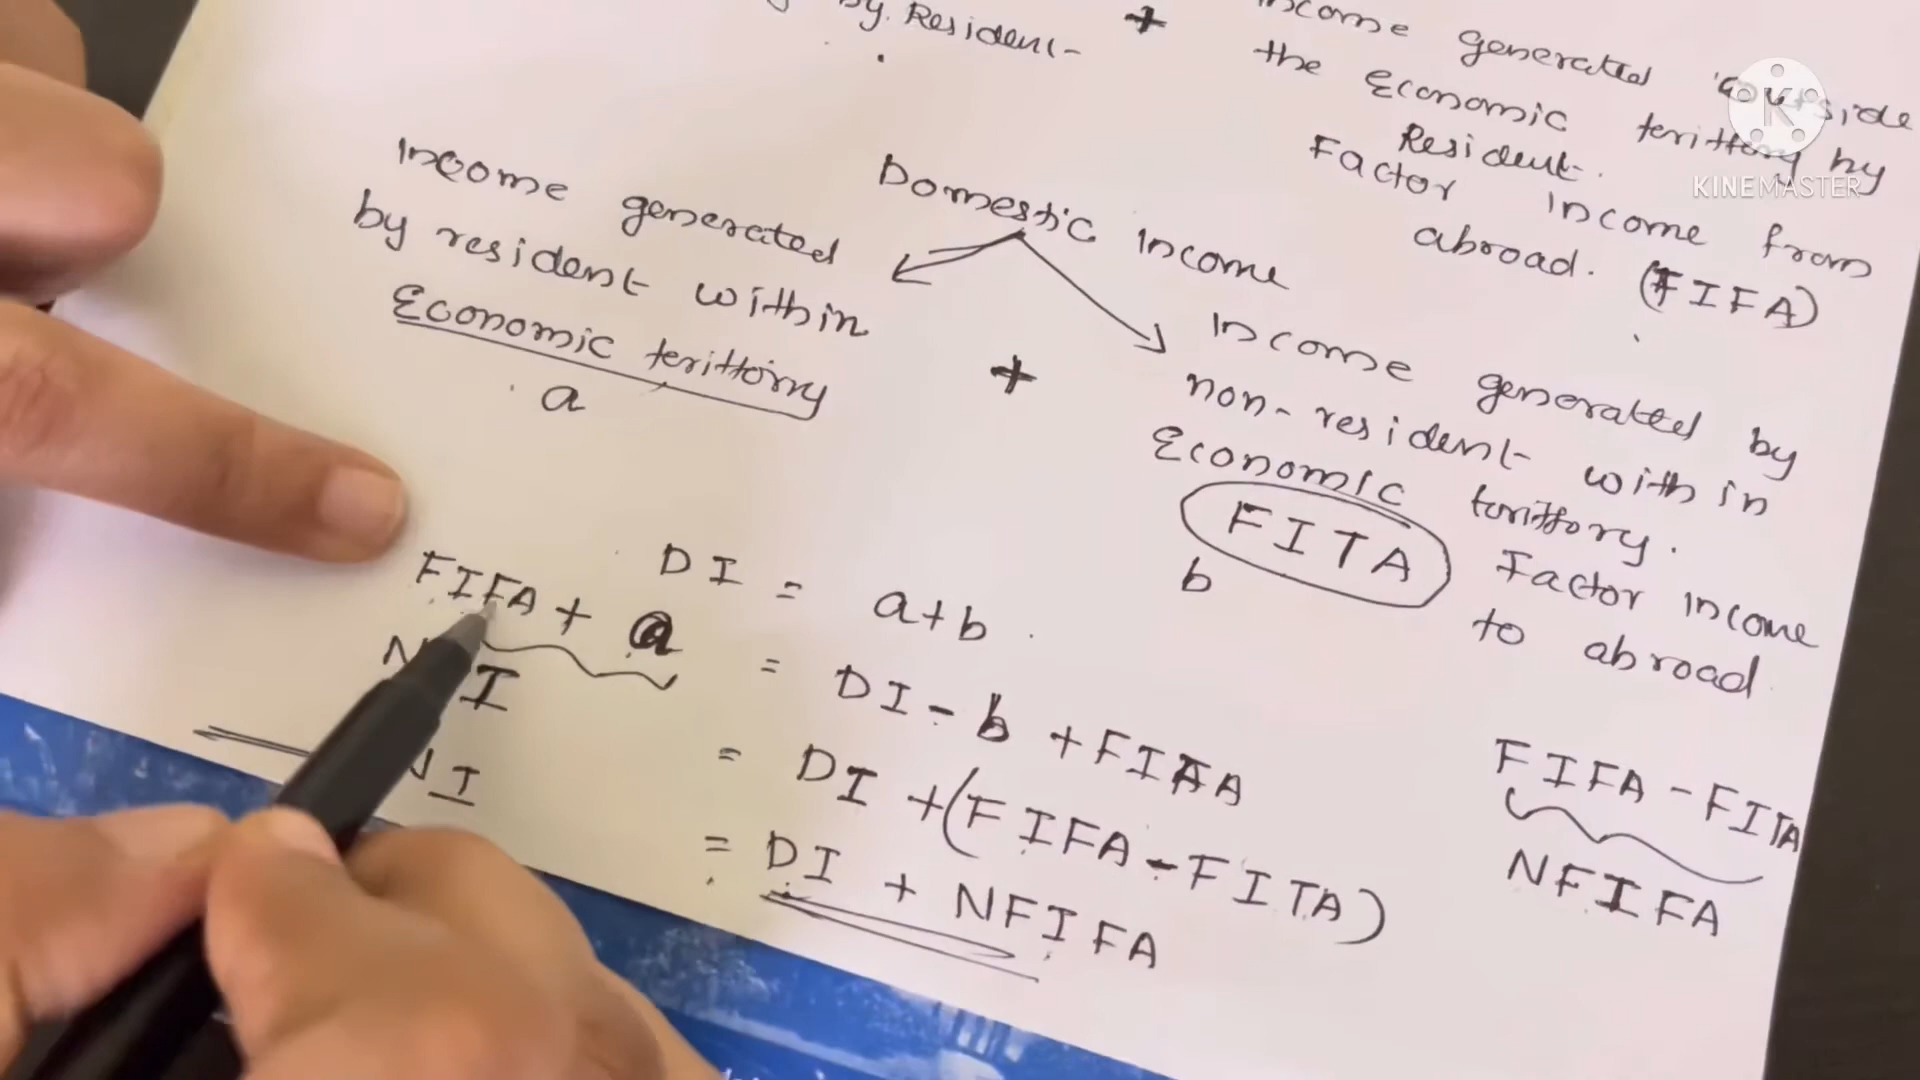 by Resident
+
income generated outside
the Economic terittory by
Resident.
Factor income from
abroad. (FIFA)
KINEMASTER
Domestic income
Income generated
by resident within
Economic terittory
a
+
Income generated by
non-resident with in
Economic terittory.
FITA
Factor income
to abroad
b
DI = a+b
FIFA + a = DI - b + FIFA
NI = DI + (FIFA - FITA)
NI = DI + NFIFA
FIFA - FITA
NFIFA